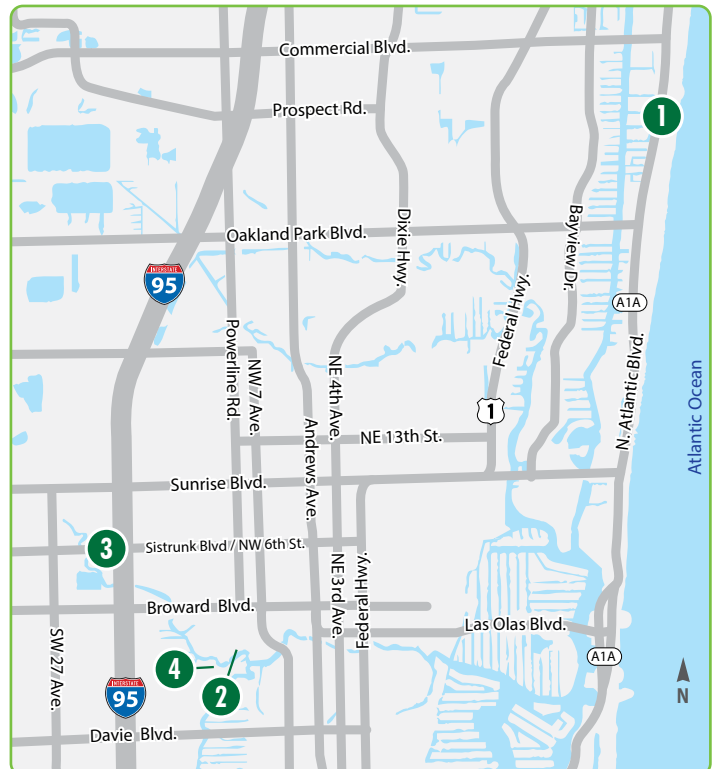 Commercial Blvd.
Prospect Rd.
1
Oakland Park Blvd.
Dixie Hwy.
Bayview Dr.
INTERSTATE
95
A1A
Federal Hwy.
Powerline Rd.
NW 7 Ave.
NE 4th Ave.
N. Atlantic Blvd.
Atlantic Ocean
1
Andrews Ave.
NE 13th St.
Sunrise Blvd.
3
Sistrunk Blvd / NW 6th St.
NE 3rd Ave.
Federal Hwy.
Broward Blvd.
Las Olas Blvd.
SW 27 Ave.
A1A
4
2
INTERSTATE
95
N
Davie Blvd.